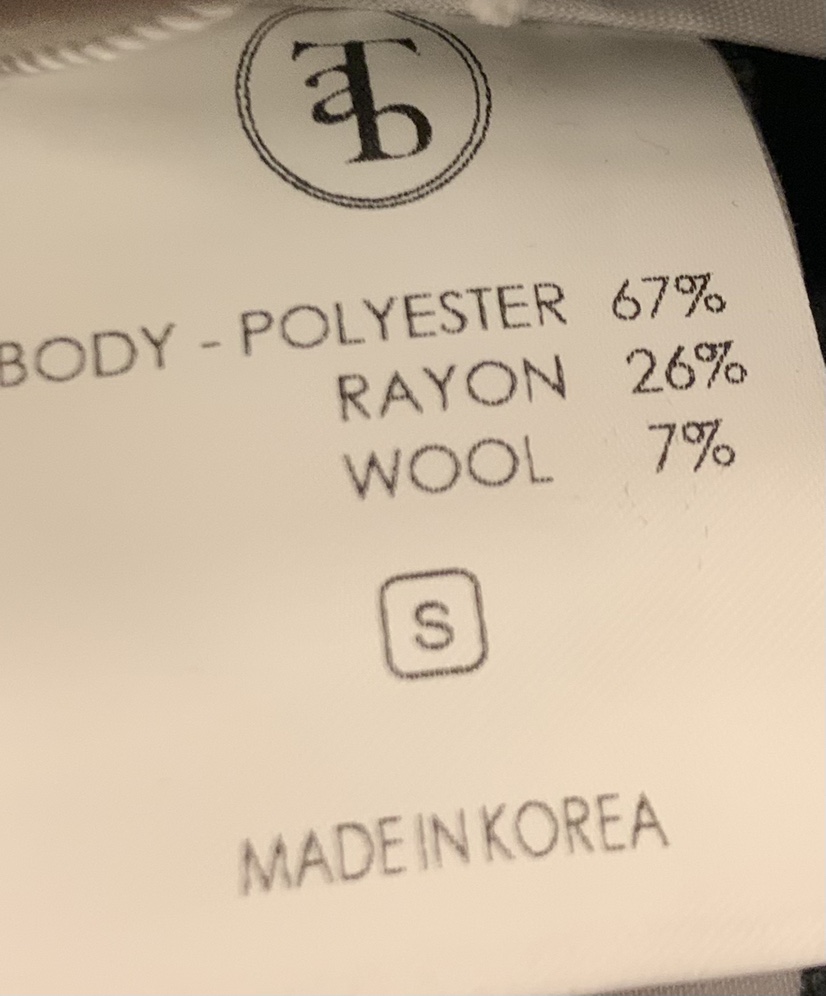 BODY - POLYESTER 67%
RAYON 26%
WOOL 7%
S
MADE IN KOREA